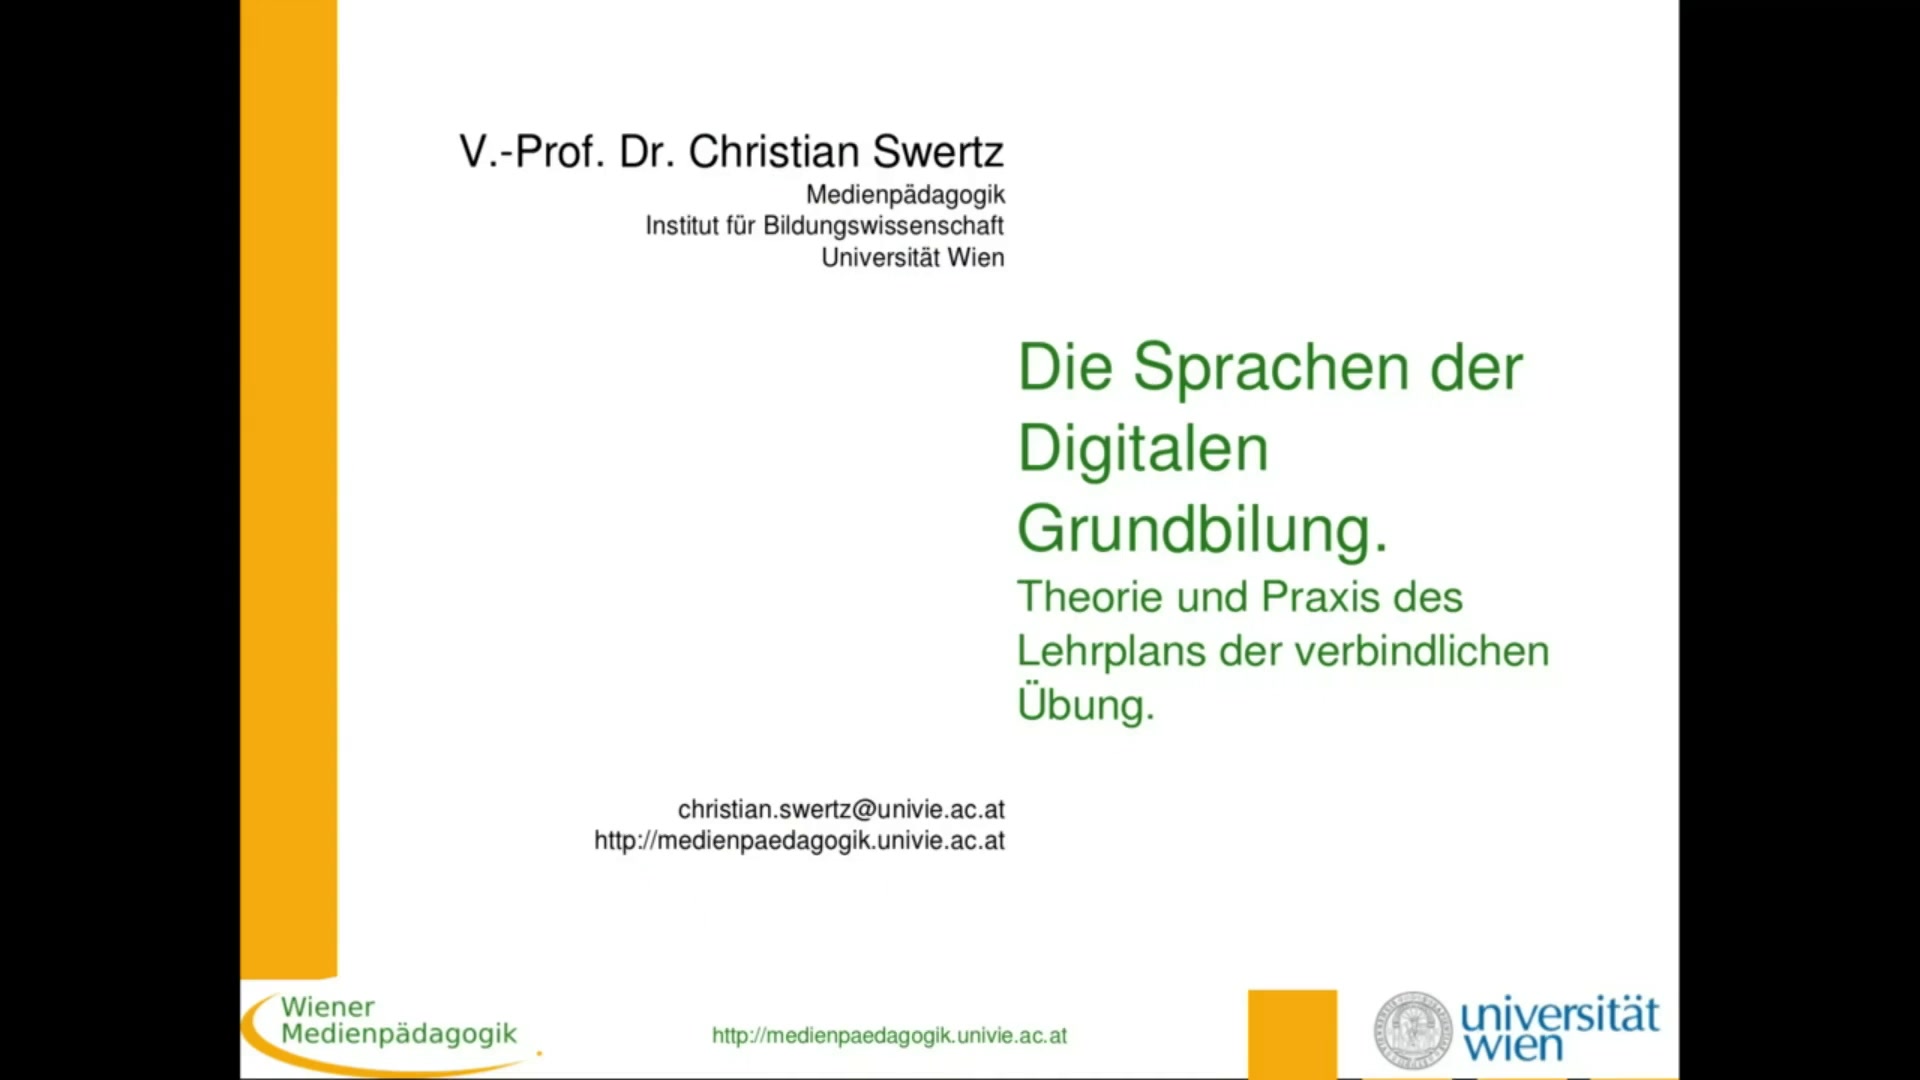 V.-Prof. Dr. Christian Swertz
Medienpädagogik
Institut für Bildungswissenschaft
Universität Wien
Die Sprachen der
Digitalen
Grundbilung.
Theorie und Praxis des
Lehrplans der verbindlichen
Übung.
christian.swertz@univie.ac.at
http://medienpaedagogik.univie.ac.at
Wiener
Medienpädagogik
http://medienpaedagogik.univie.ac.at
universität
wien